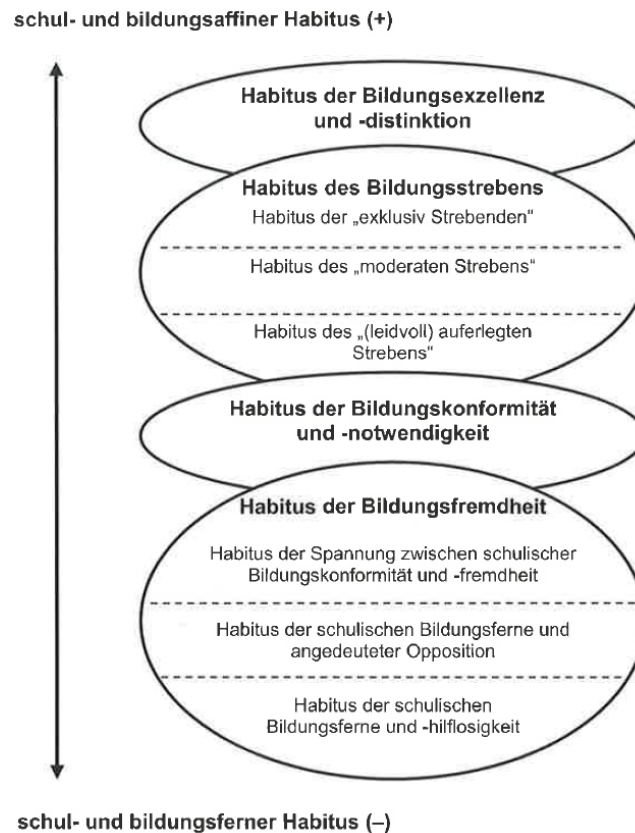 schul- und bildungsaffiner Habitus (+)
Habitus der Bildungsexzellenz
und -distinktion
Habitus des Bildungsstrebens
Habitus der „exklusiv Strebenden“
Habitus des „moderaten Strebens“
Habitus des „(leidvoll) auferlegten
Strebens“
Habitus der Bildungskonformität
und -notwendigkeit
Habitus der Bildungsfremdheit
Habitus der Spannung zwischen schulischer
Bildungskonformität und -fremdheit
Habitus der schulischen Bildungsferne und
angedeuteter Opposition
Habitus der schulischen
Bildungsferne und -hilflosigkeit
schul- und bildungsferner Habitus (–)